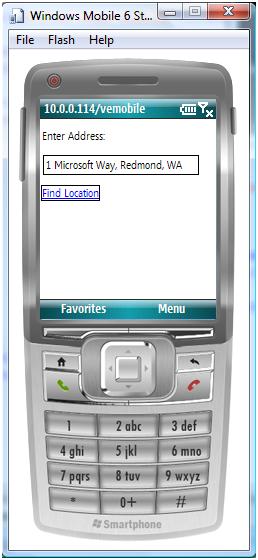 Windows Mobile 6 St...
File Flash Help
10.0.0.114/vemobile
Enter Address:
1 Microsoft Way, Redmond, WA
Find Location
Favorites Menu
1 2 abc 3 def
4 ghi 5 jkl 6 mno
7 pqrs 8 tuv 9 wxyz
* 0+ #
Smartphone